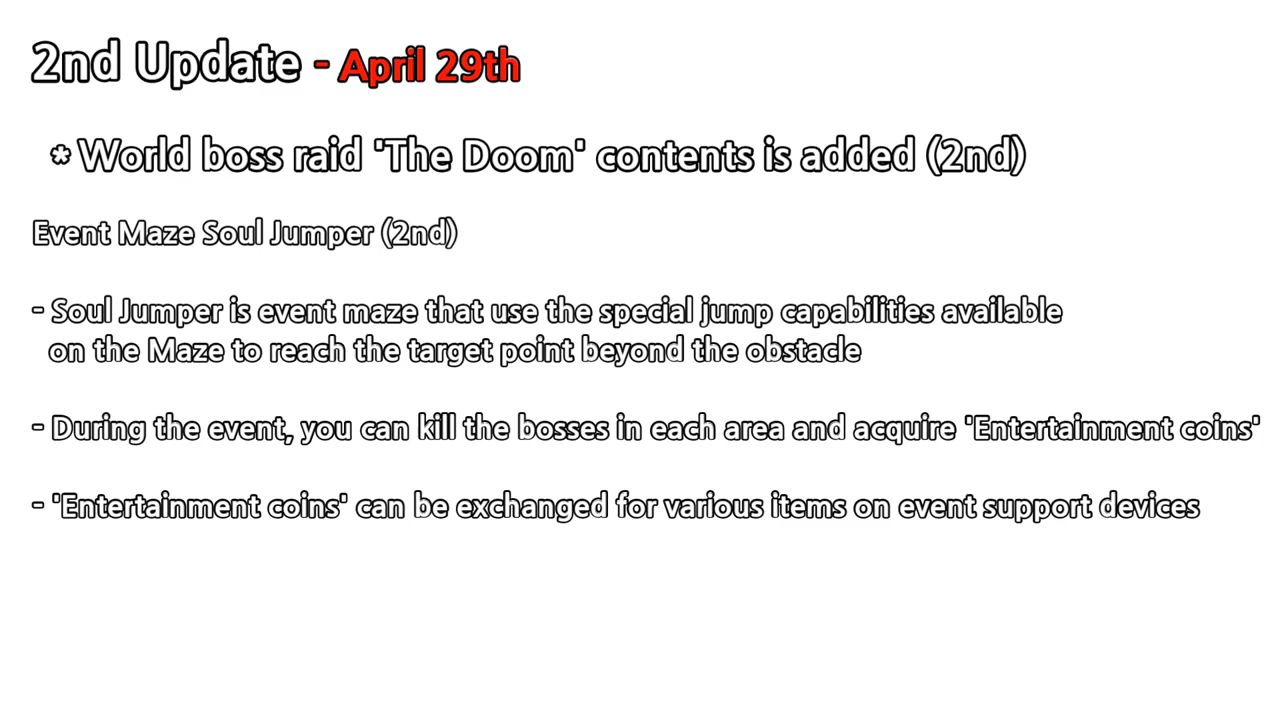 2nd Update - April 29th
* World boss raid 'The Doom' contents is added (2nd)
Event Maze Soul Jumper (2nd)
- Soul Jumper is event maze that use the special jump capabilities available
on the Maze to reach the target point beyond the obstacle
- During the event, you can kill the bosses in each area and acquire 'Entertainment coins'
- 'Entertainment coins' can be exchanged for various items on event support devices